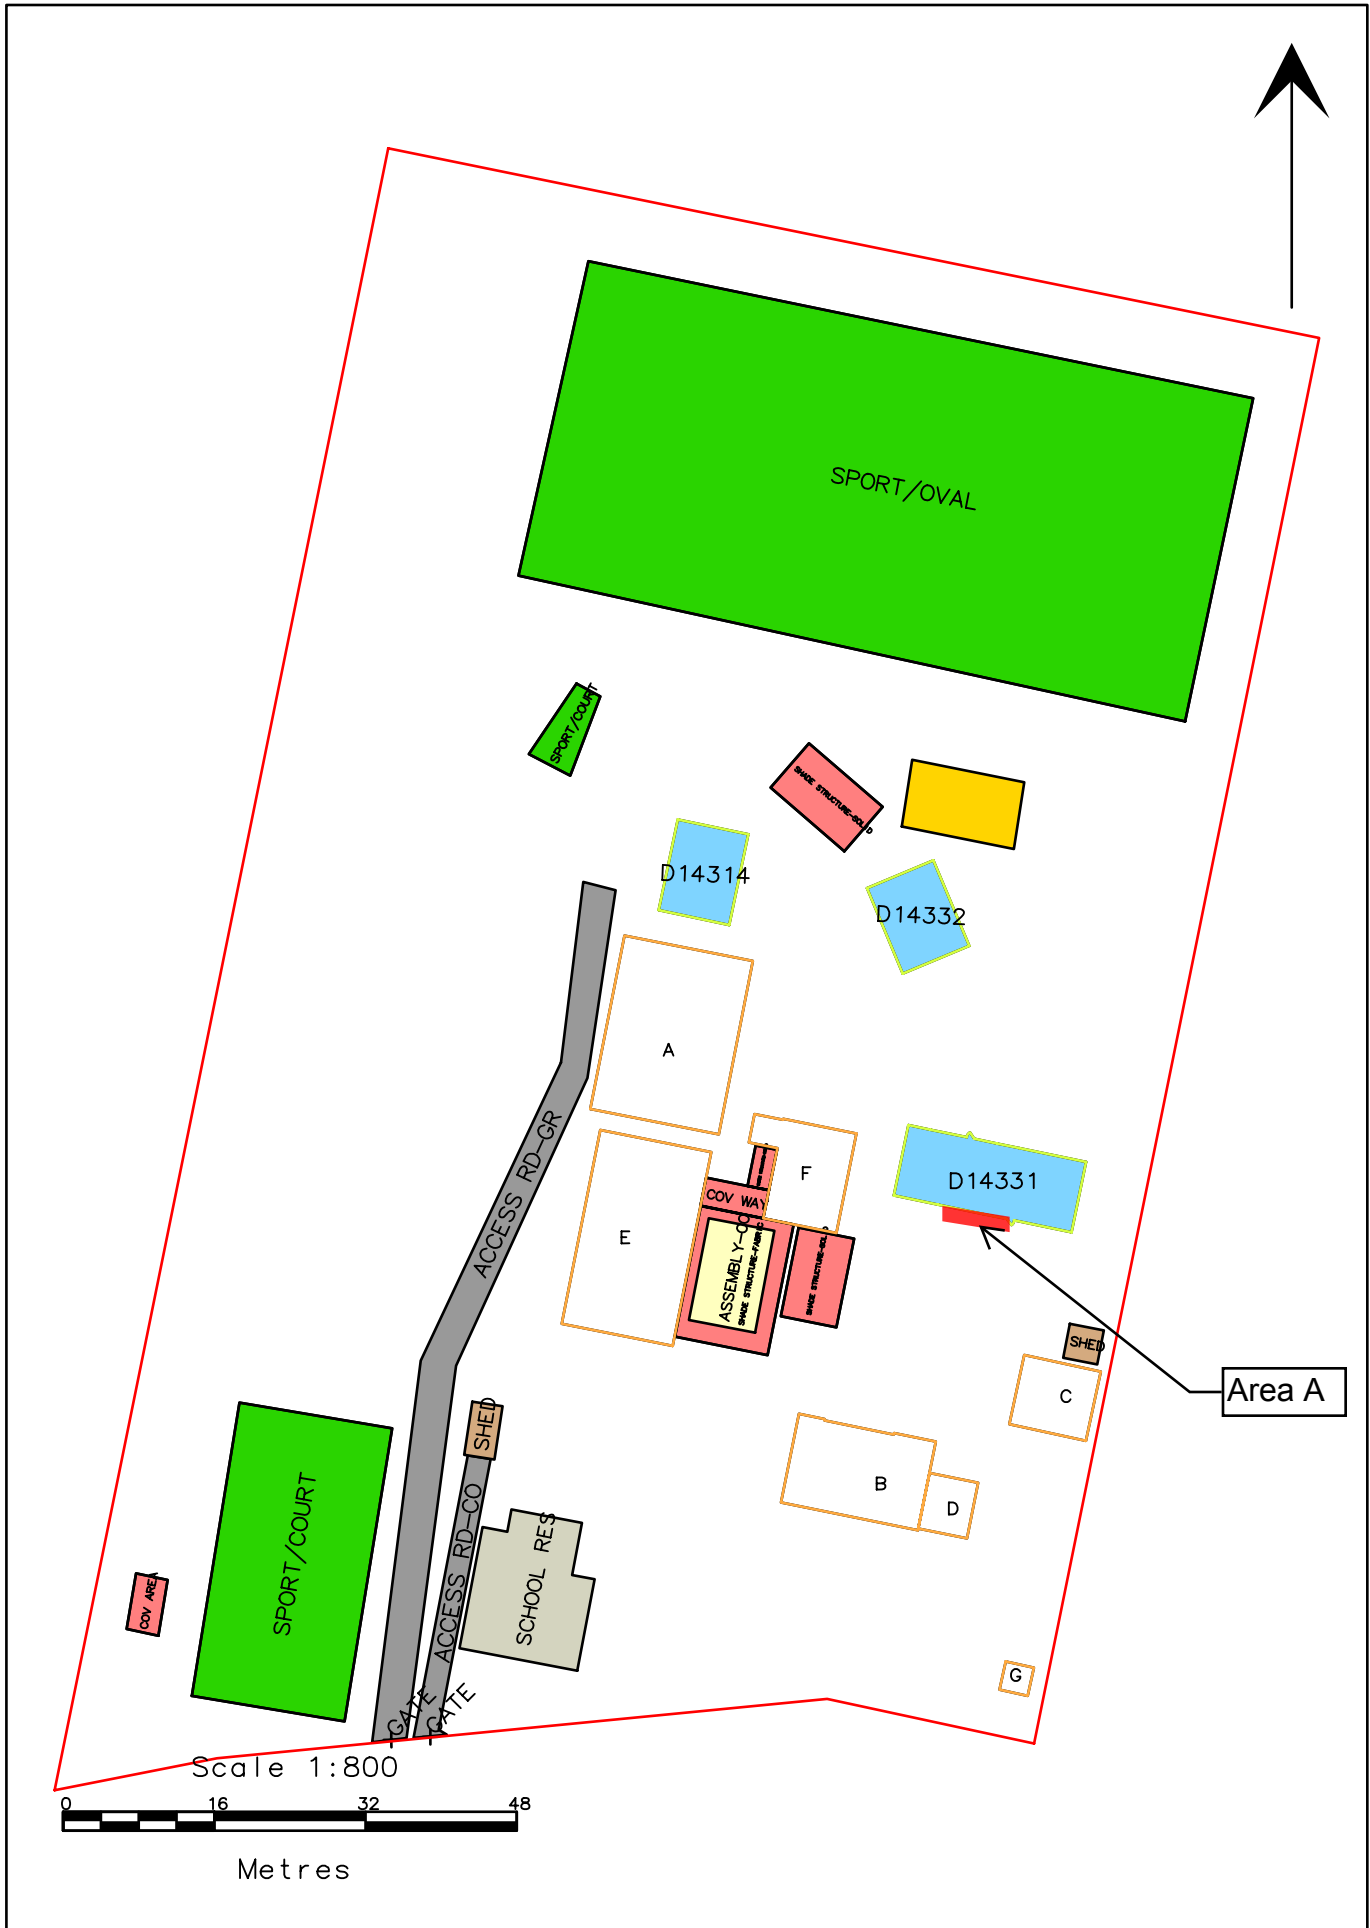 SPORT/OVAL
SPORT/COURT
SHADE STRUCTURE-SOLID
D14314
D14332
A
ACCESS RD-GR
F
COV WAY
D14331
E
ASSEMBLY-CO
SHADE STRUCTURE-FABRIC
SHADE STRUCTURE-SOL D
SHED
Area A
C
SHED
B
D
SPORT/COURT
ACCESS RD-CO
SCHOOL RES
COV AREA
G
GATE
GATE
Scale 1:800
0 16 32 48
Metres